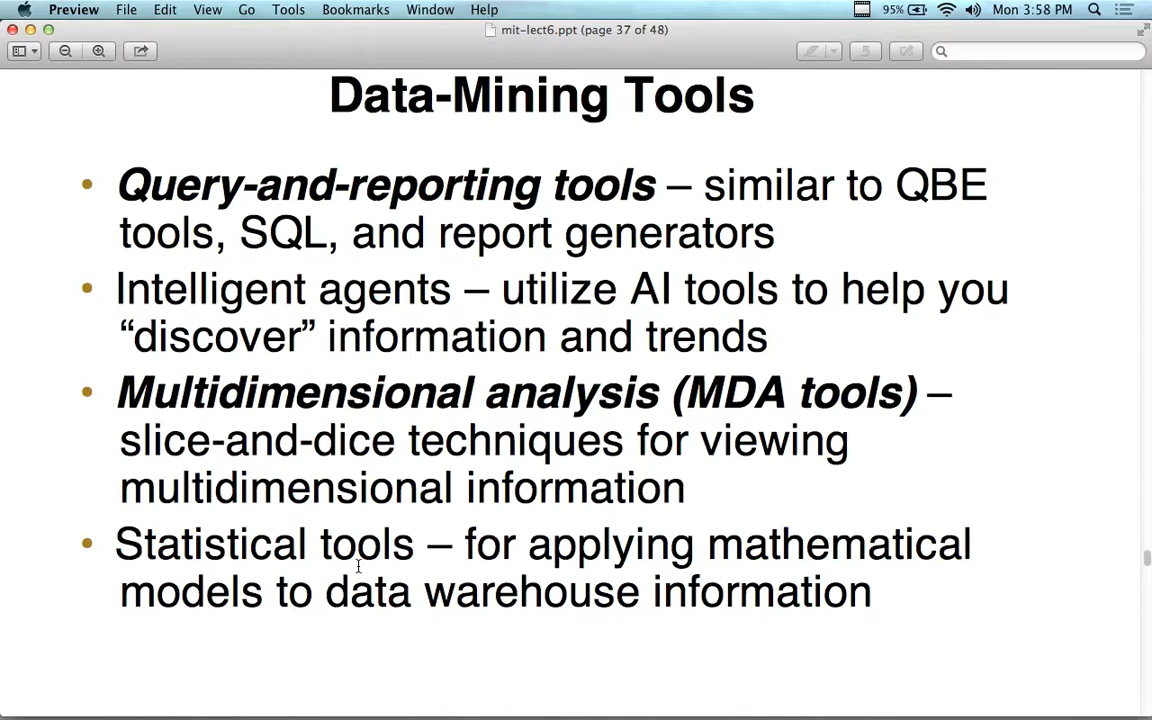 Preview File Edit View Go Tools Bookmarks Window Help 95% Mon 3:58 PM
mit-lect6.ppt (page 37 of 48)
Data-Mining Tools
• Query-and-reporting tools – similar to QBE
tools, SQL, and report generators
• Intelligent agents – utilize AI tools to help you
“discover” information and trends
• Multidimensional analysis (MDA tools) –
slice-and-dice techniques for viewing
multidimensional information
• Statistical tools – for applying mathematical
models to data warehouse information